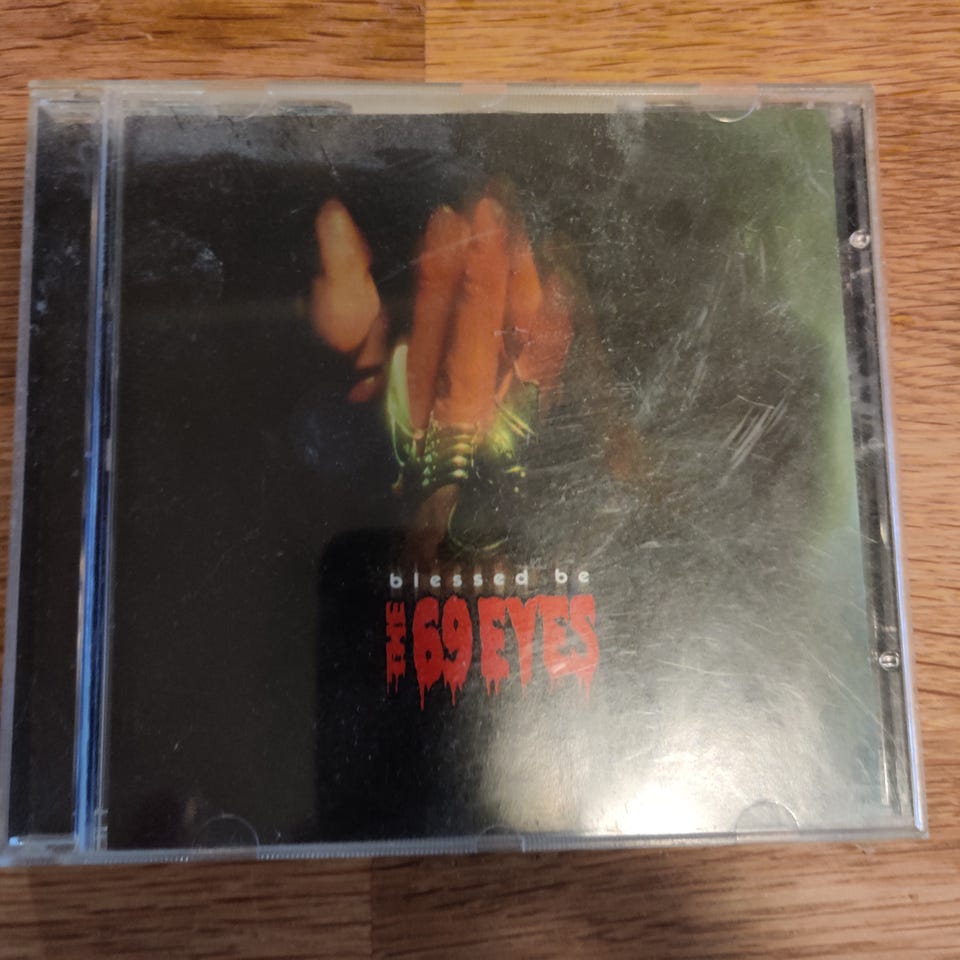 blessed be
THE 69 EYES